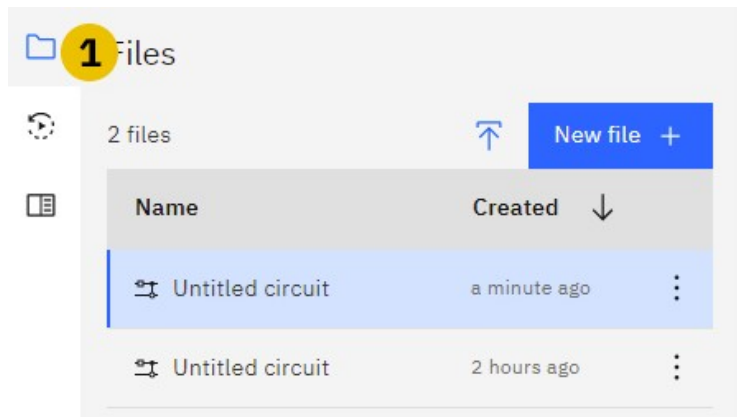 1 Files
2 files New file +
Name Created
Untitled circuit a minute ago
Untitled circuit 2 hours ago